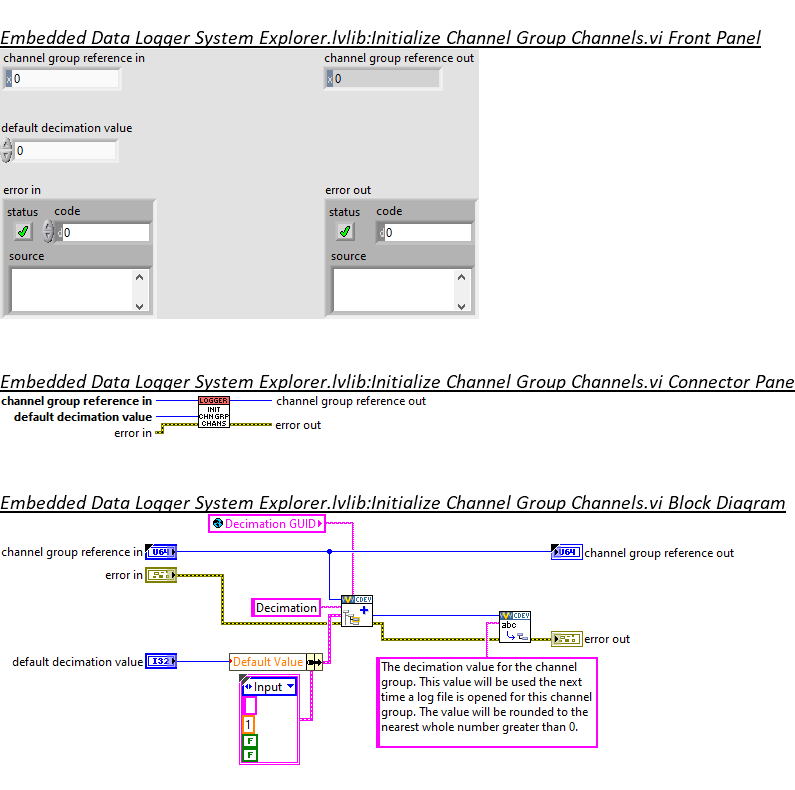 Embedded Data Logger System Explorer.lvlib:Initialize Channel Group Channels.vi Front Panel
channel group reference in
channel group reference out
x 0
x 0
default decimation value
0
error in
error out
status
code
status
code
d 0
d 0
source
source
Embedded Data Logger System Explorer.lvlib:Initialize Channel Group Channels.vi Connector Pane
channel group reference in
LOGGER
channel group reference out
INIT
default decimation value
CHN GRP
CHANS
error in
error out
Embedded Data Logger System Explorer.lvlib:Initialize Channel Group Channels.vi Block Diagram
Decimation GUID
channel group reference in
U64
U64
channel group reference out
error in
CDEV
Decimation
CDEV
abc
error out
default decimation value
I32
Default Value
Input
1
F
F
The decimation value for the channel
group. This value will be used the next
time a log file is opened for this channel
group. The value will be rounded to the
nearest whole number greater than 0.